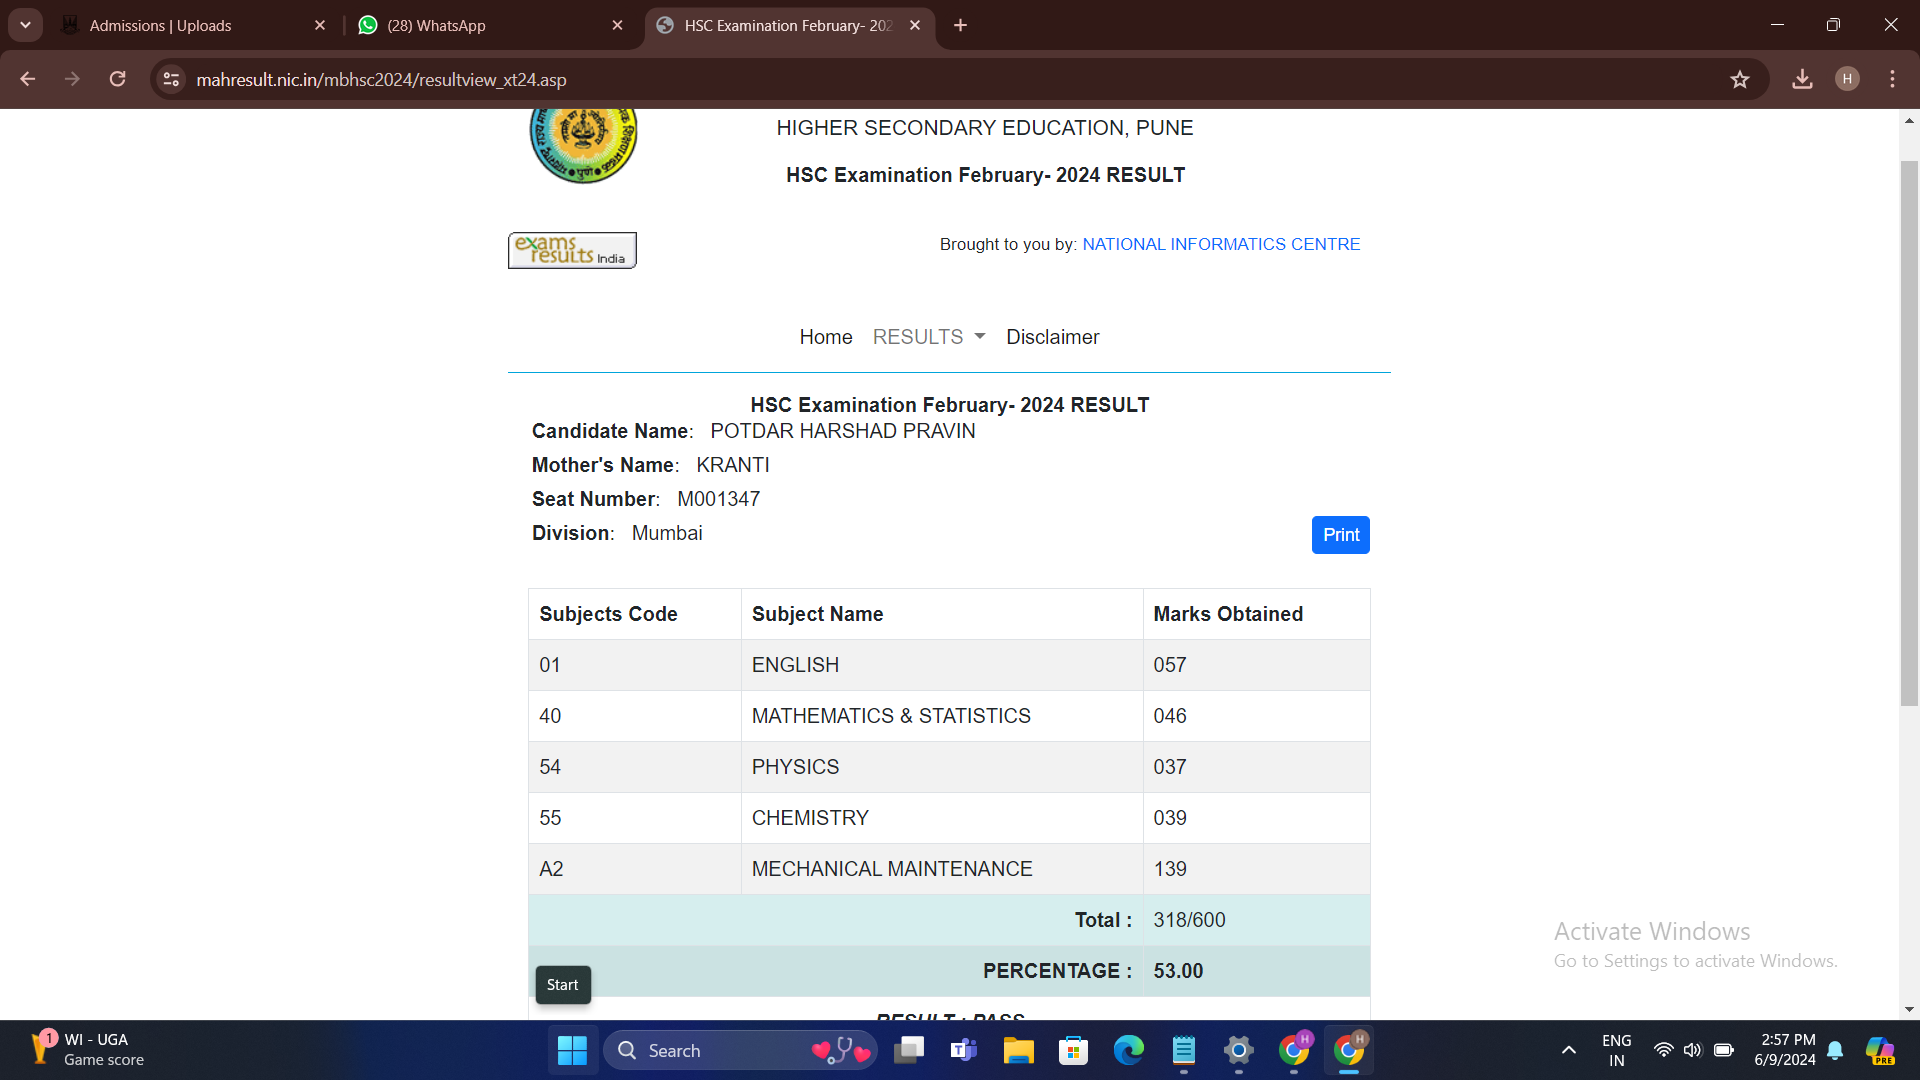 Admissions | Uploads
(28) WhatsApp
HSC Examination February- 202
mahresult.nic.in/mbhsc2024/resultview_xt24.asp
H
HIGHER SECONDARY EDUCATION, PUNE
HSC Examination February- 2024 RESULT
exams
results India
Brought to you by: NATIONAL INFORMATICS CENTRE
Home RESULTS Disclaimer
HSC Examination February- 2024 RESULT
Candidate Name: POTDAR HARSHAD PRAVIN
Mother's Name: KRANTI
Seat Number: M001347
Division: Mumbai
Print
Subjects Code Subject Name Marks Obtained
01 ENGLISH 057
40 MATHEMATICS & STATISTICS 046
54 PHYSICS 037
55 CHEMISTRY 039
A2 MECHANICAL MAINTENANCE 139
Total : 318/600
PERCENTAGE : 53.00
RESULT : PASS
Start
Activate Windows
Go to Settings to activate Windows.
1
WI - UGA
Game score
Search
T
H
H
ENG
IN
2:57 PM
6/9/2024
PRE